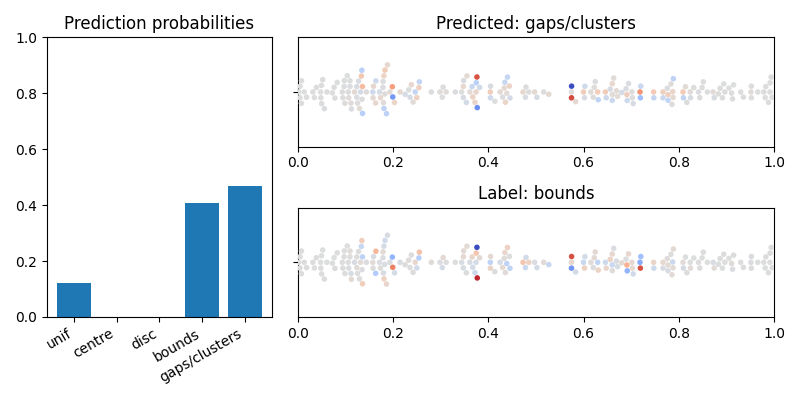 Prediction probabilities
1.0
0.8
0.6
0.4
0.2
0.0
unif
centre
disc
bounds
gaps/clusters
Predicted: gaps/clusters
0.0 0.2 0.4 0.6 0.8 1.0
Label: bounds
0.0 0.2 0.4 0.6 0.8 1.0